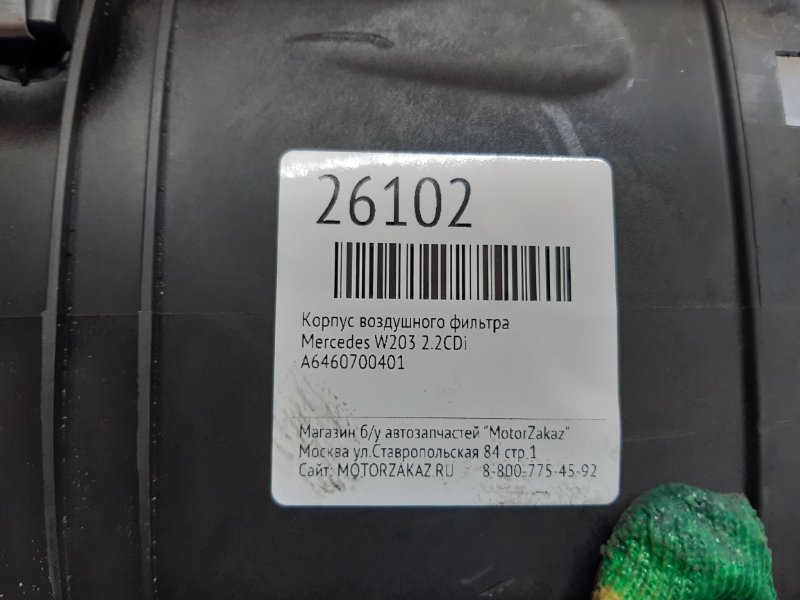 26102
Корпус воздушного фильтра
Mercedes W203 2.2CDi
A6460700401
Магазин б/у автозапчастей "MotorZakaz"
Москва ул.Ставропольская 84 стр 1
Сайт: MOTORZAKAZ.RU 8-800-775-45-92